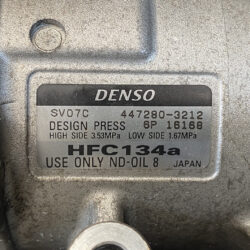 DENSO
SV07C 447280-3212
DESIGN PRESS 6P 16168
HIGH SIDE 3.53MPa LOW SIDE 1.67MPa
HFC134a
USE ONLY ND-OIL 8 JAPAN